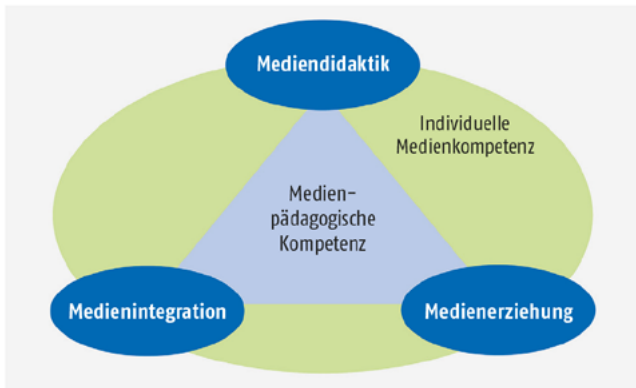 Mediendidaktik
Individuelle
Medienkompetenz
Medien-
pädagogische
Kompetenz
Medienintegration
Medienerziehung